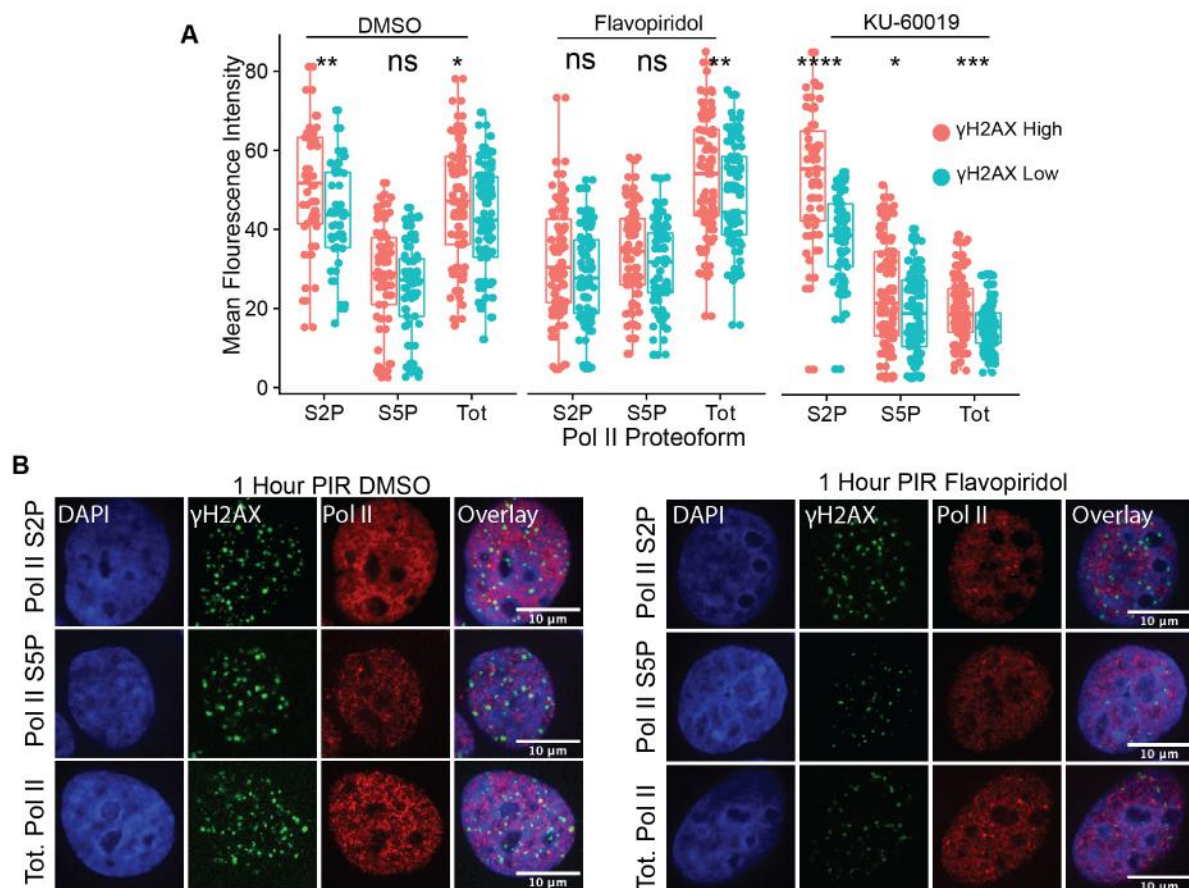 A
DMSO
Flavopiridol
KU-60019
** ns * ns ns ** **** * ***
Mean Flourescence Intensity
80
60
40
20
0
γH2AX High
γH2AX Low
S2P S5P Tot S2P S5P Tot S2P S5P Tot
Pol II Proteoform
B
1 Hour PIR DMSO
1 Hour PIR Flavopiridol
DAPI γH2AX Pol II Overlay
DAPI γH2AX Pol II Overlay
Pol II S2P
10 μm
Pol II S2P
10 μm
Pol II S5P
10 μm
Pol II S5P
10 μm
Tot. Pol II
10 μm
Tot. Pol II
10 μm